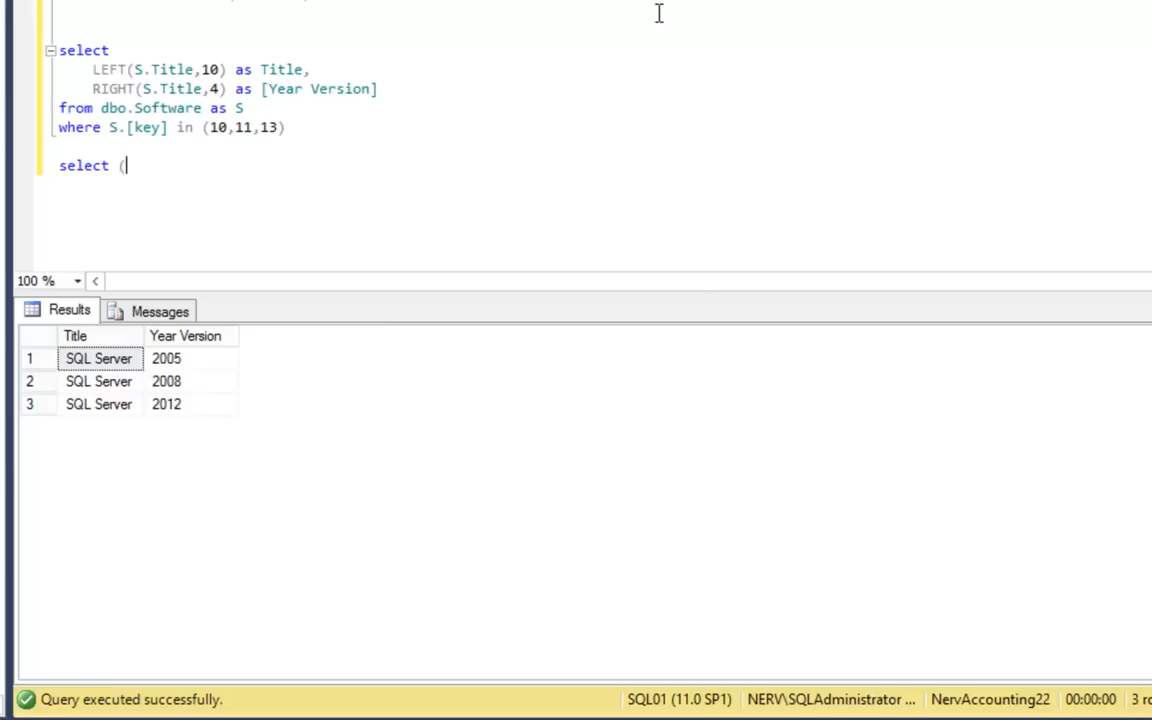 select
LEFT(S.Title,10) as Title,
RIGHT(S.Title,4) as [Year Version]
from dbo.Software as S
where S.[key] in (10,11,13)
select (
100 %
Results Messages
Title Year Version
1 SQL Server 2005
2 SQL Server 2008
3 SQL Server 2012
Query executed successfully. SQL01 (11.0 SP1) NERV\SQLAdministrator ... NervAccounting22 00:00:00 3 ro